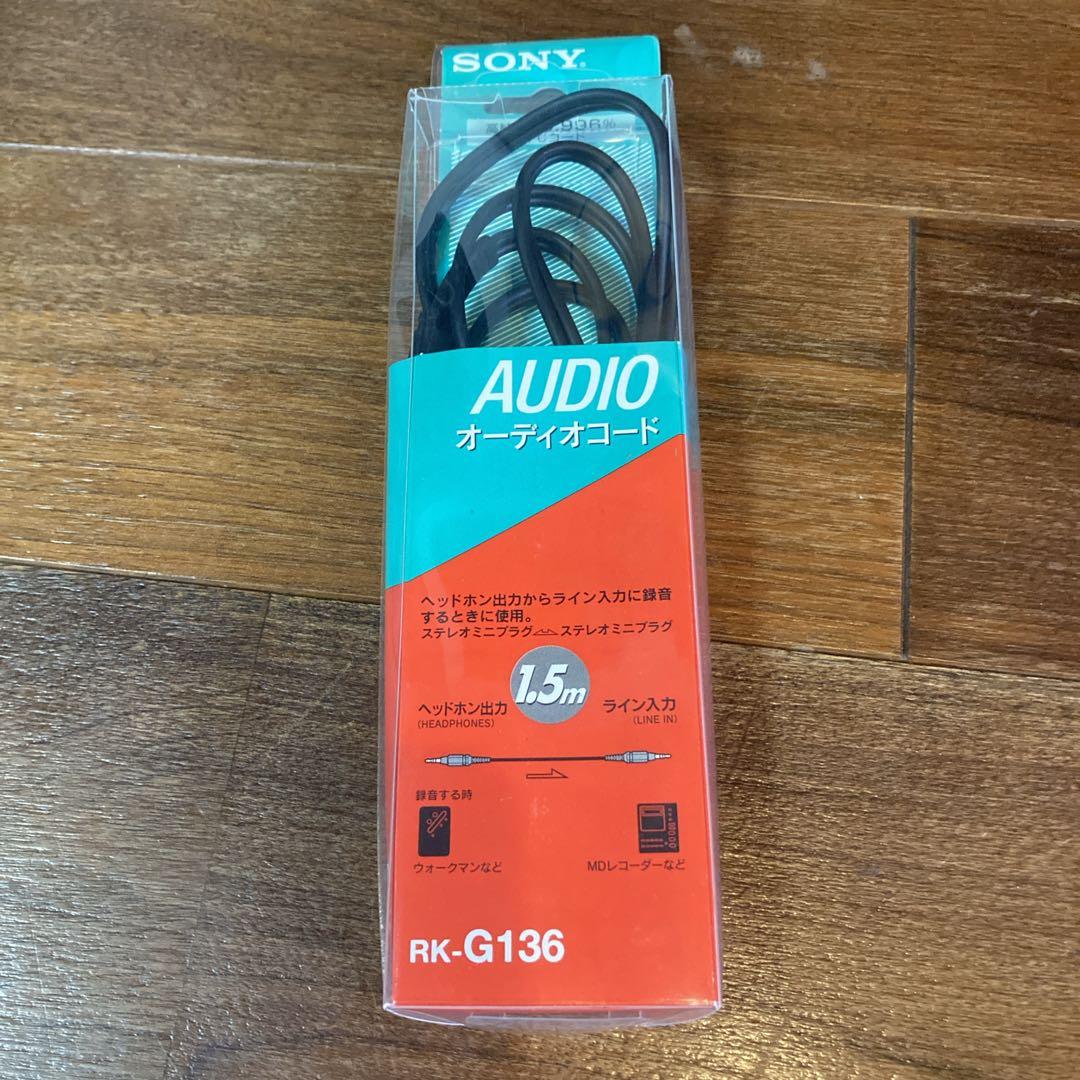 SONY
996%
コード
AUDIO
オーディオコード
ヘッドホン出力からライン入力に録音
するときに使用。
ステレオミニプラグ ステレオミニプラグ
1.5m
ヘッドホン出力 ライン入力
(HEADPHONES) (LINE IN)
録音する時
ウォークマンなど MDレコーダーなど
RK-G136